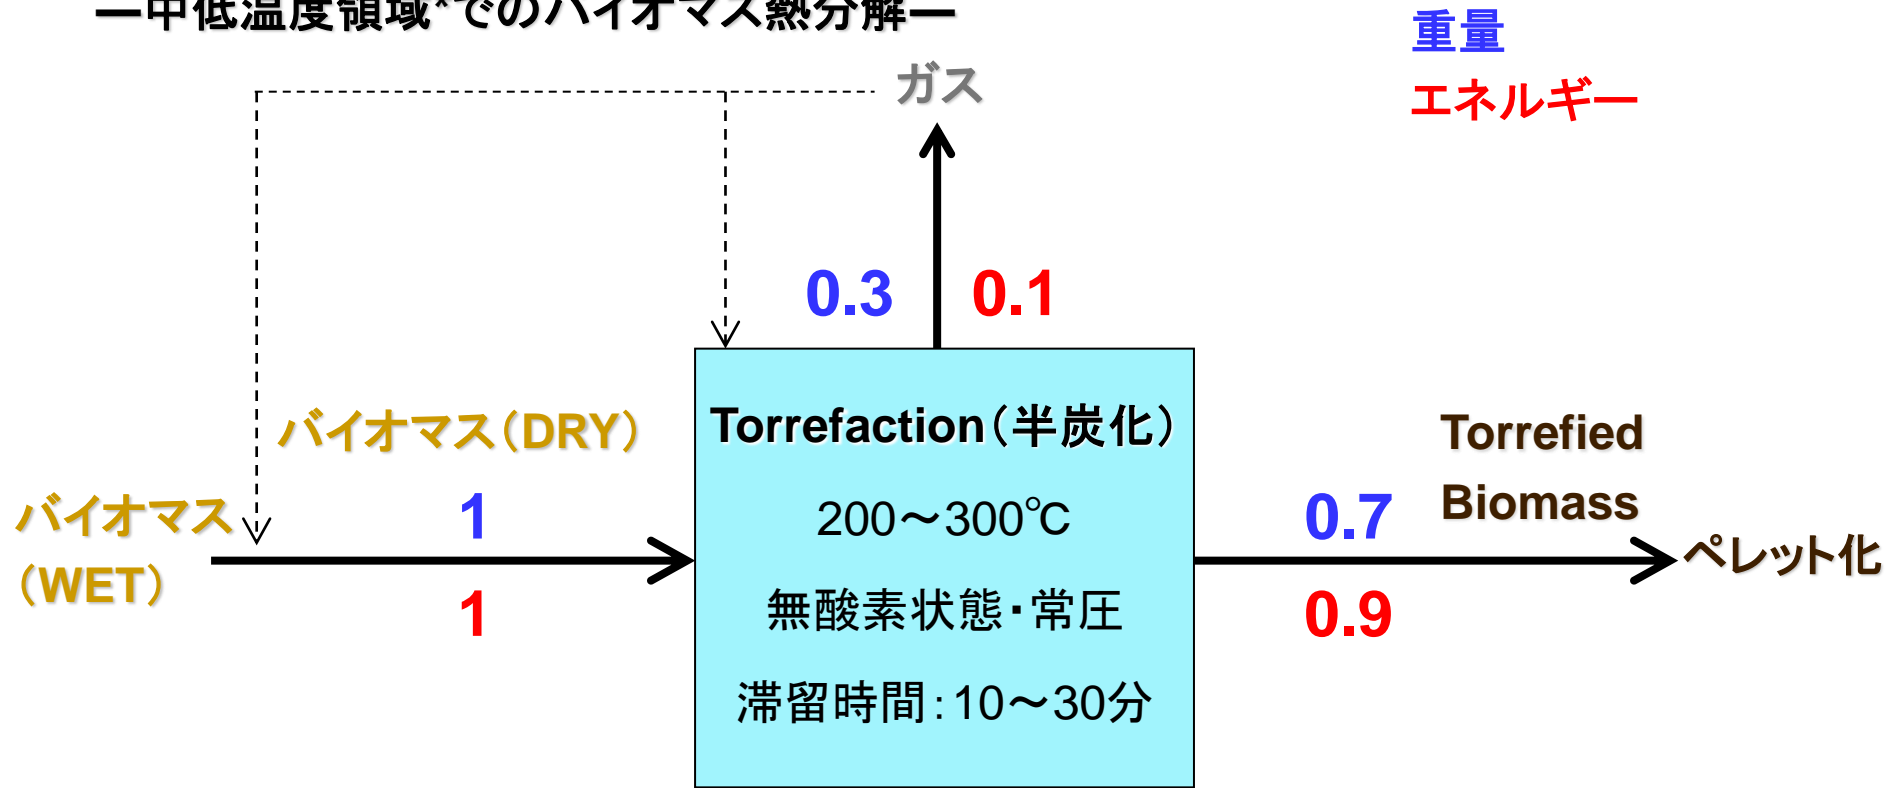 ―中低温度領域*でのバイオマス熱分解―
重量
エネルギー
ガス
0.3
0.1
バイオマス（DRY）
バイオマス
（WET）
1
1
Torrefaction（半炭化）
200～300℃
無酸素状態・常圧
滞留時間：10～30分
0.7
0.9
Torrefied
Biomass
ペレット化